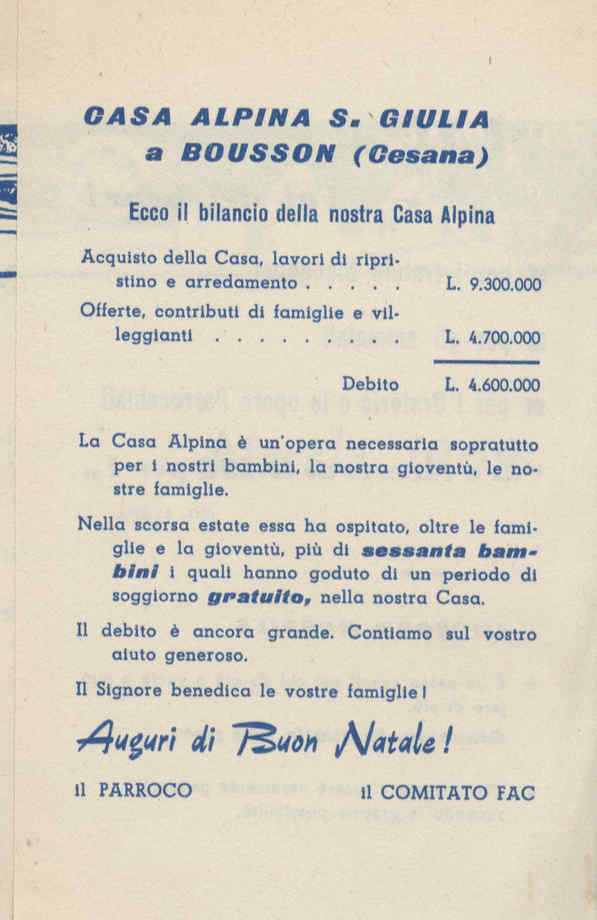 CASA ALPINA S. GIULIA
a BOUSSON (Cesana)
Ecco il bilancio della nostra Casa Alpina
Acquisto della Casa, lavori di ripri-
stino e arredamento . . . . . L. 9.300.000
Offerte, contributi di famiglie e vil-
leggianti . . . . . . . . . L. 4.700.000
Debito L. 4.600.000
La Casa Alpina è un'opera necessaria sopratutto
per i nostri bambini, la nostra gioventù, le no-
stre famiglie.
Nella scorsa estate essa ha ospitato, oltre le fami-
glie e la gioventù, più di sessanta bam-
bini i quali hanno goduto di un periodo di
soggiorno gratuito, nella nostra Casa.
Il debito è ancora grande. Contiamo sul vostro
aiuto generoso.
Il Signore benedica le vostre famiglie!
Auguri di Buon Natale!
il PARROCO il COMITATO FAC